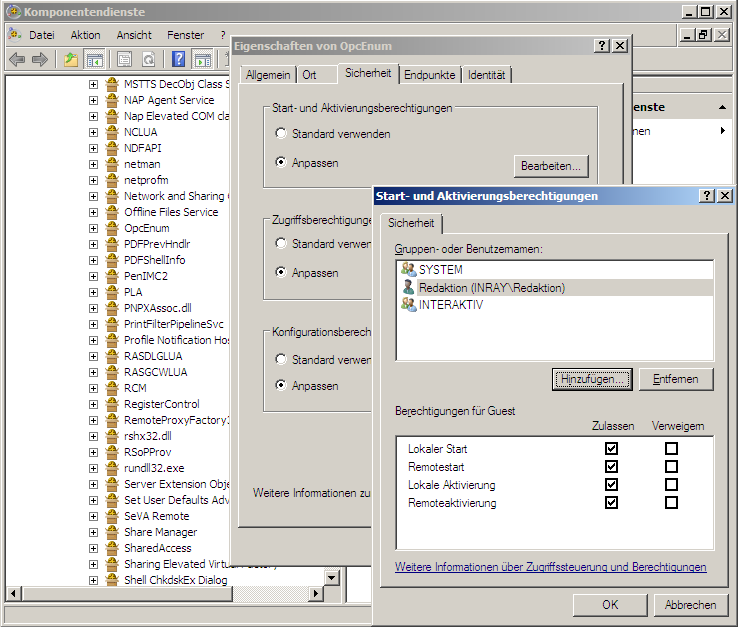 Komponentendienste
Datei Aktion Ansicht Fenster ?
MSTTS DecObj Class S
NAP Agent Service
Nap Elevated COM cla
NCLUA
NDFAPI
netman
netprofm
Network and Sharing
Offline Files Service
OpcEnum
PDFPrevHndlr
PDFShellInfo
PenIMC2
PLA
PNPXAssoc.dll
PrintFilterPipelineSvc
Profile Notification Hos
RASDLGLUA
RASGCWLUA
RCM
RegisterControl
RemoteProxyFactory3
rshx32.dll
RSoPProv
rundll32.exe
Server Extension Obje
Set User Defaults Adv
SeVA Remote
Share Manager
SharedAccess
Sharing Elevated Virtual Factory
Shell ChkdskEx Dialog
enste
nen
Eigenschaften von OpcEnum
Allgemein Ort Sicherheit Endpunkte Identität
Start- und Aktivierungsberechtigungen
Standard verwenden
Anpassen
Bearbeiten...
Zugriffsberechtigunge
Standard verwer
Anpassen
Konfigurationsberech
Standard verwer
Anpassen
Weitere Informationen zu
Start- und Aktivierungsberechtigungen
Sicherheit
Gruppen- oder Benutzernamen:
SYSTEM
Redaktion (INRAY\Redaktion)
INTERAKTIV
Hinzufügen... Entfernen
Berechtigungen für Guest
Zulassen Verweigern
Lokaler Start
Remotestart
Lokale Aktivierung
Remoteaktivierung
Weitere Informationen über Zugriffssteuerung und Berechtigungen
OK Abbrechen